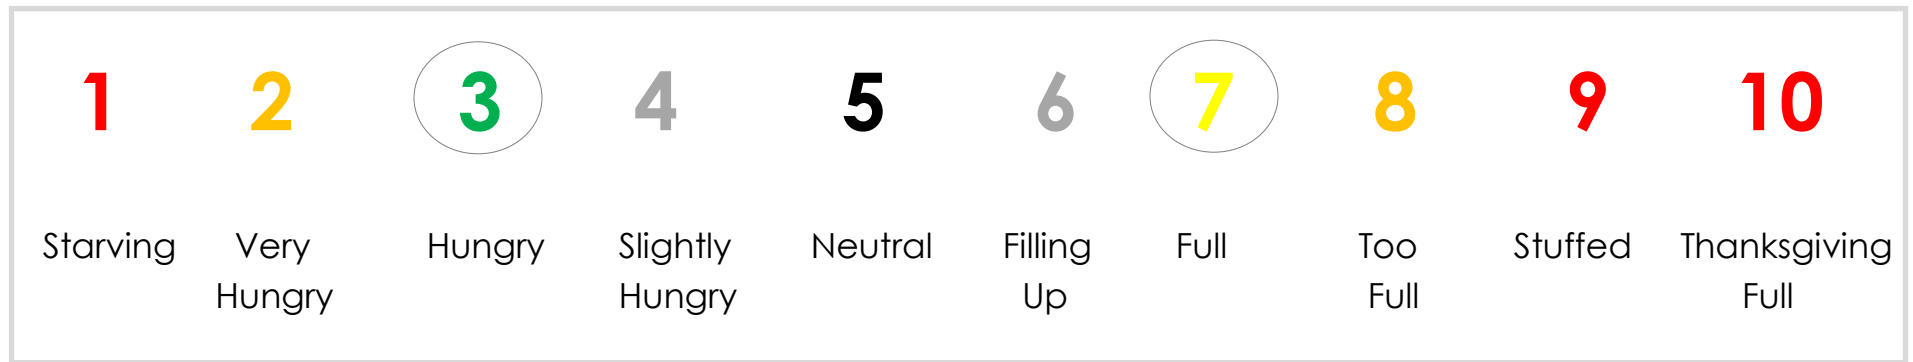 1 2 3 4 5 6 7 8 9 10
Starving Very Hungry Slightly Neutral Filling Full Too Stuffed Thanksgiving
Hungry Hungry Up Full Full